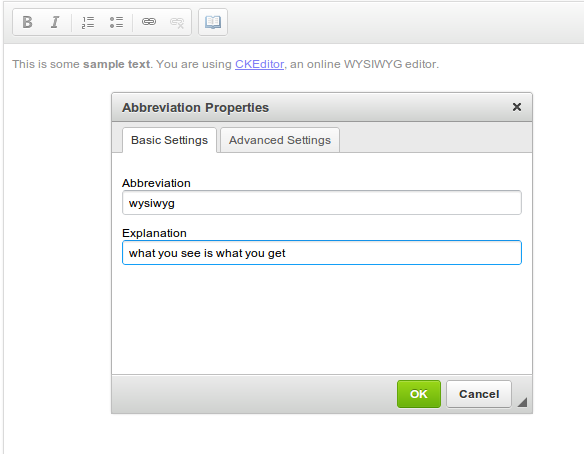 B I
This is some sample text. You are using CKEditor, an online WYSIWYG editor.
Abbreviation Properties
Basic Settings Advanced Settings
Abbreviation
wysiwyg
Explanation
what you see is what you get
OK Cancel